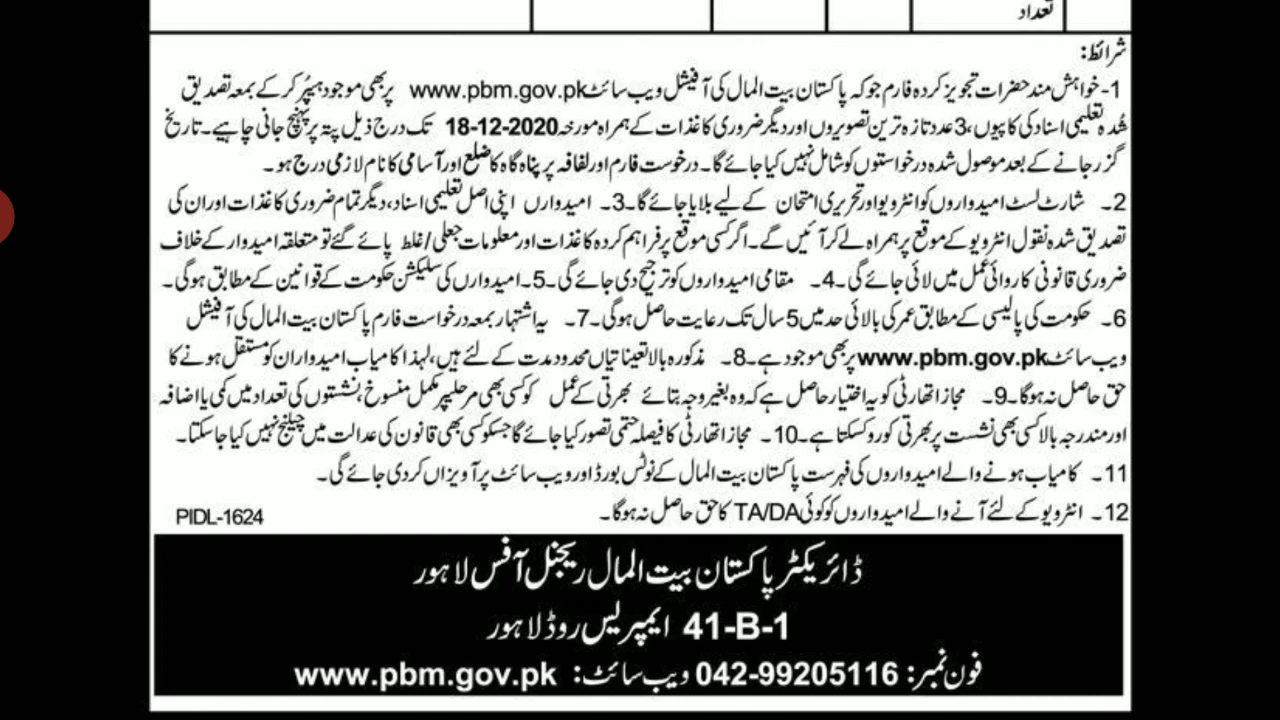 تعداد
شرائط:
1- خواہش مند حضرات تجویز کردہ فارم جو کہ پاکستان بیت المال کی آفیشل ویب سائٹ www.pbm.gov.pk پر بھی موجود ہے پُر کر کے بمعہ تصدیق
شدہ تعلیمی اسناد کی کاپیوں، 3 عدد تازہ ترین تصویروں اور دیگر ضروری کاغذات کے ہمراہ مورخہ 18-12-2020 تک درج ذیل پتہ پر پہنچ جانی چاہیے۔ تاریخ
گزر جانے کے بعد موصول شدہ درخواستوں کو شامل نہیں کیا جائے گا۔ درخوست فارم اور لفافہ پر پناہ گاہ کا ضلع اور آسامی کا نام لازمی درج ہو۔
2۔ شارٹ لسٹ امیدواروں کو انٹرویو اور تحریری امتحان کے لیے بلایا جائے گا۔ 3۔ امیدوارں اپنی اصل تعلیمی اسناد، دیگر تمام ضروری کاغذات اور ان کی
تصدیق شدہ نقول انٹرویو کے موقع پر ہمراہ لے کر آئیں گے۔ اگر کسی موقع پر فراہم کردہ کاغذات اور معلومات جعلی/غلط پائے گئے تو متعلقہ امیدوار کے خلاف
ضروری قانونی کاروائی عمل میں لائی جائے گی۔ 4۔ مقامی امیدواروں کو ترجیح دی جائے گی۔ 5۔ امیدوارں کی سلیکشن حکومت کے قوانین کے مطابق ہوگی۔
6۔ حکومت کی پالیسی کے مطابق عمر کی بالائی حد میں 5 سال تک رعایت حاصل ہوگی۔ 7۔ یہ اشتہار بمعہ درخواست فارم پاکستان بیت المال کی آفیشل
ویب سائٹ www.pbm.gov.pk پر بھی موجود ہے۔ 8۔ مذکورہ بالا تعیناتیاں محدود مدت کے لئے ہیں، لہذا کامیاب امیدواران کو مستقل ہونے کا
حق حاصل نہ ہوگا۔ 9۔ مجاز اتھارٹی کو یہ اختیار حاصل ہے کہ وہ بغیر وجہ بتائے بھرتی کے عمل کو کسی بھی مرحلہ پر مکمل منسوخ، نشستوں کی تعداد میں کمی یا اضافہ
اور مندرجہ بالا کسی بھی نشست پر بھرتی کو روک سکتا ہے۔ 10۔ مجاز اتھارٹی کا فیصلہ حتمی تصور کیا جائے گا جسکو کسی بھی قانون کی عدالت میں چیلنج نہیں کیا جا سکتا۔
11۔ کامیاب ہونے والے امیدواروں کی فہرست پاکستان بیت المال کے نوٹس بورڈ اور ویب سائٹ پر آویزاں کر دی جائے گی۔
12۔ انٹرویو کے لئے آنے والے امیدواروں کو کوئی TA/DA کا حق حاصل نہ ہوگا۔ PIDL-1624
ڈائریکٹر پاکستان بیت المال ریجنل آفس لاہور
41-B-1 ایمپریس روڈ لاہور
فون نمبر: 042-99205116 ویب سائٹ: www.pbm.gov.pk